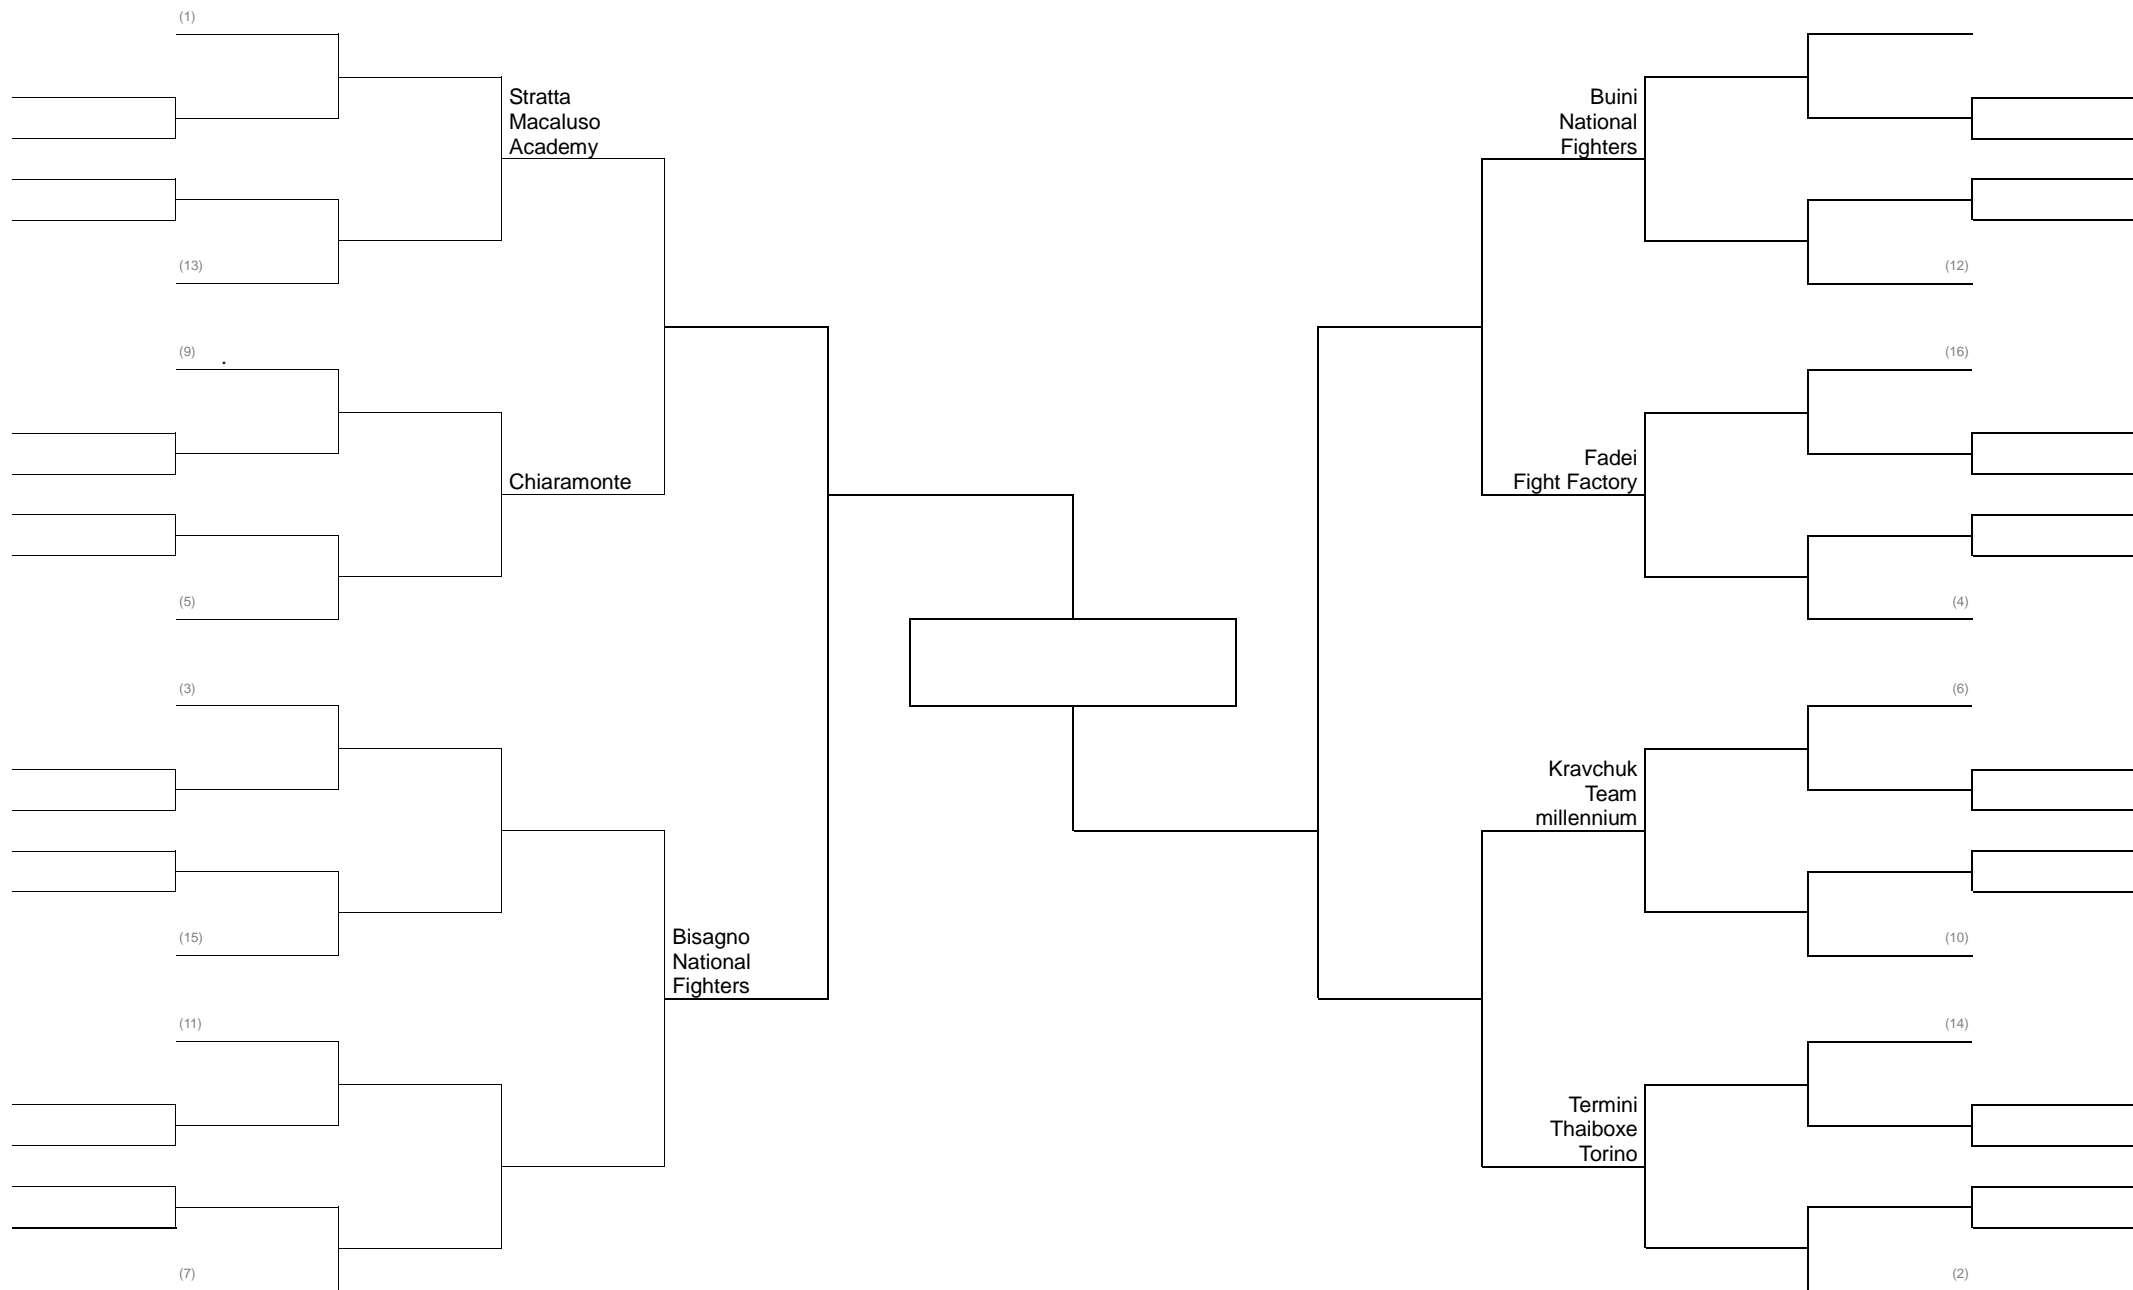 (1)
Stratta
Macaluso
Academy
(13)
(9) .
Chiaramonte
(5)
(3)
(15)
Bisagno
National
Fighters
(11)
(7)
Buini
National
Fighters
(12)
(16)
Fadei
Fight Factory
(4)
(6)
Kravchuk
Team
millennium
(10)
(14)
Termini
Thaiboxe
Torino
(2)